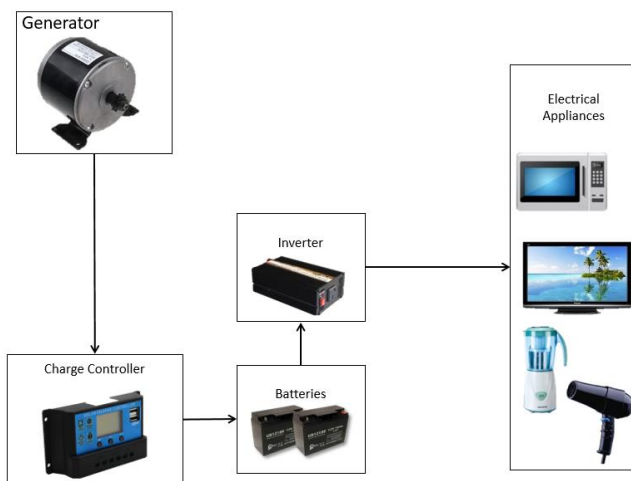 Generator
Electrical
Appliances
Inverter
Charge Controller
Batteries